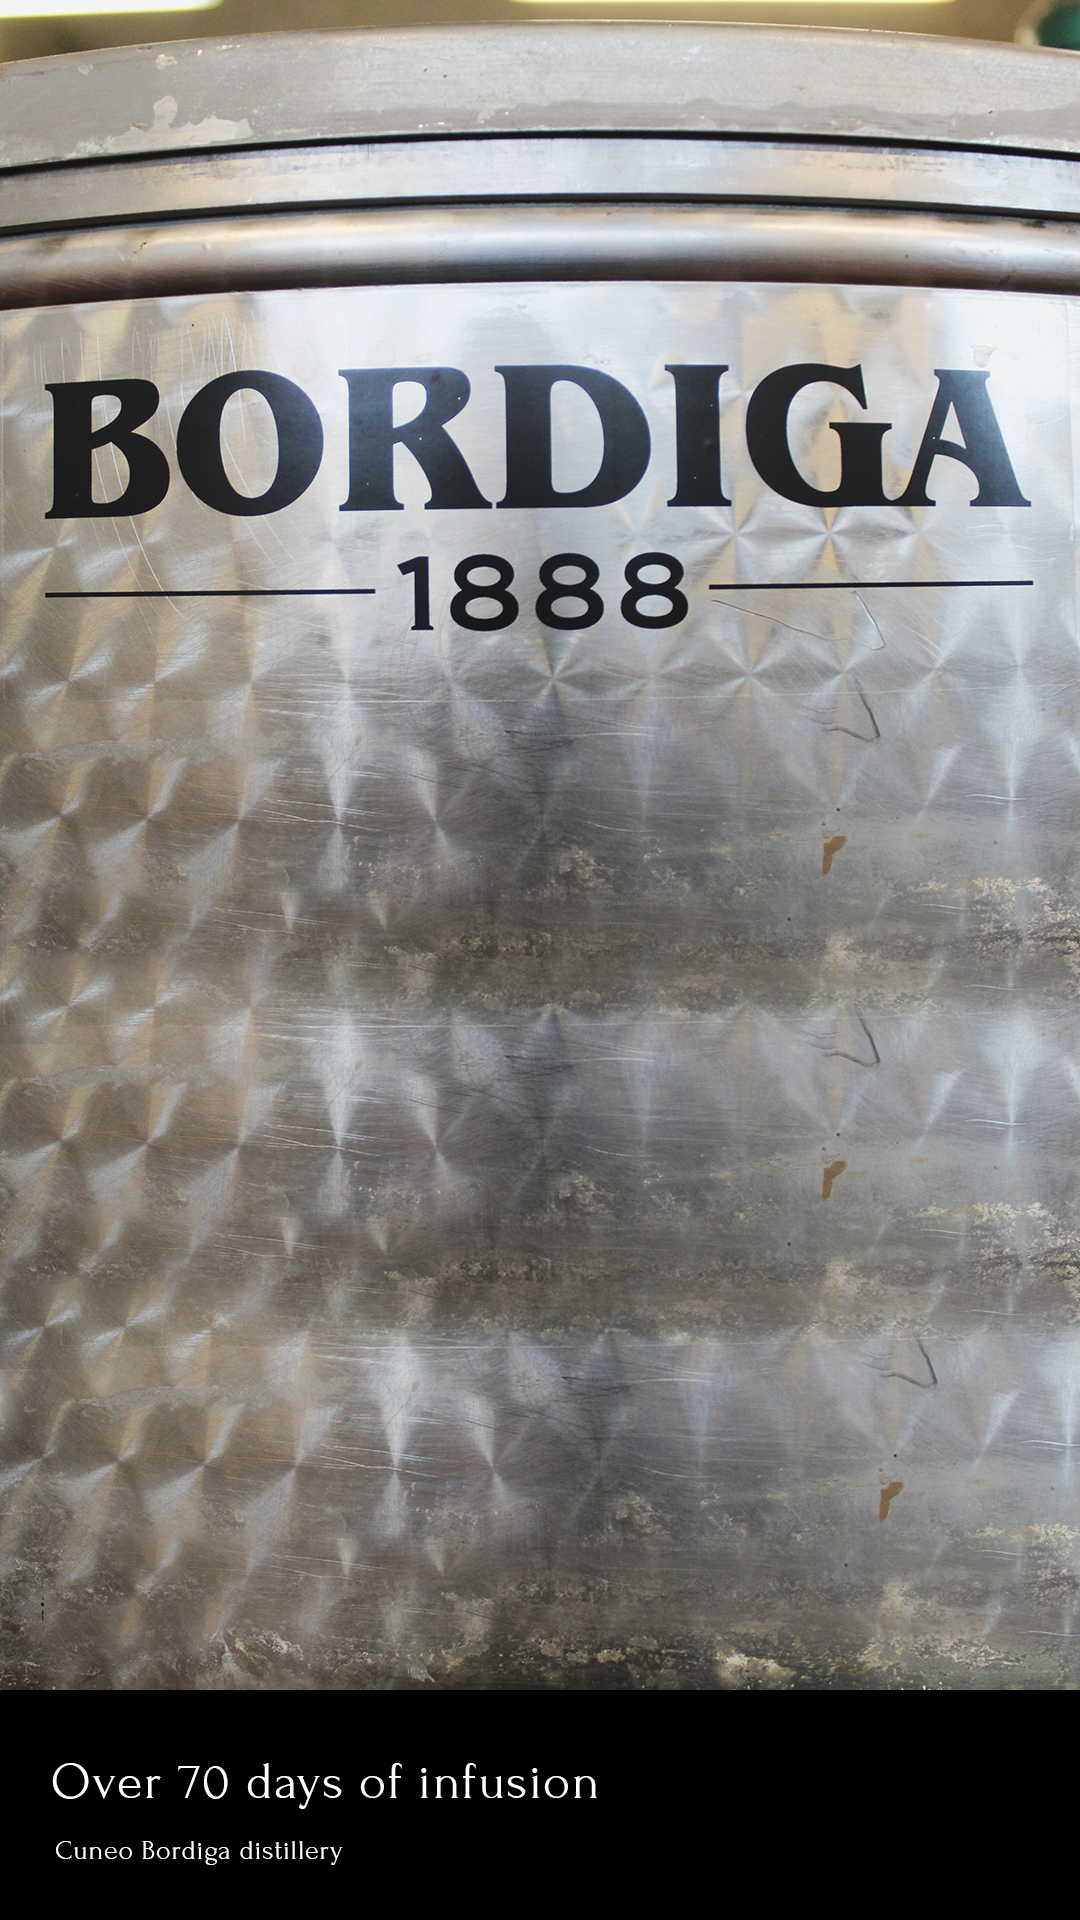 BORDIGA
1888
Over 70 days of infusion
Cuneo Bordiga distillery